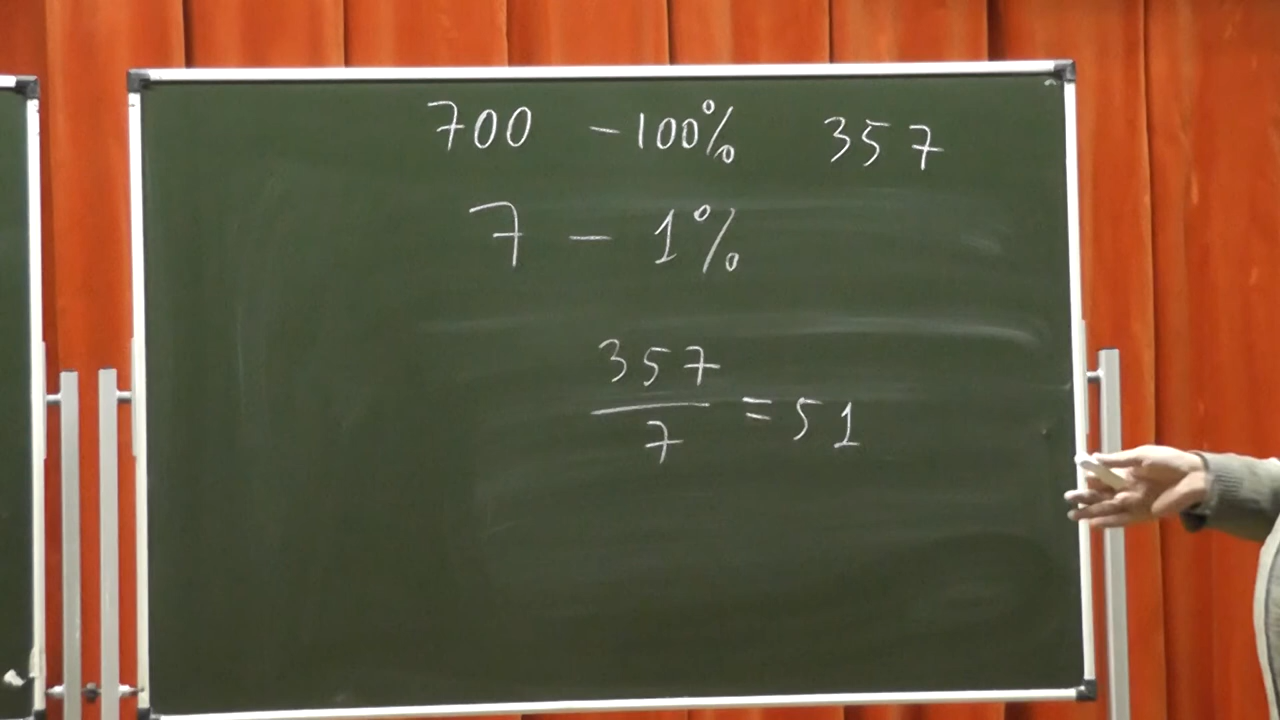 700 - 100% 357
7 - 1%
357
7
= 51